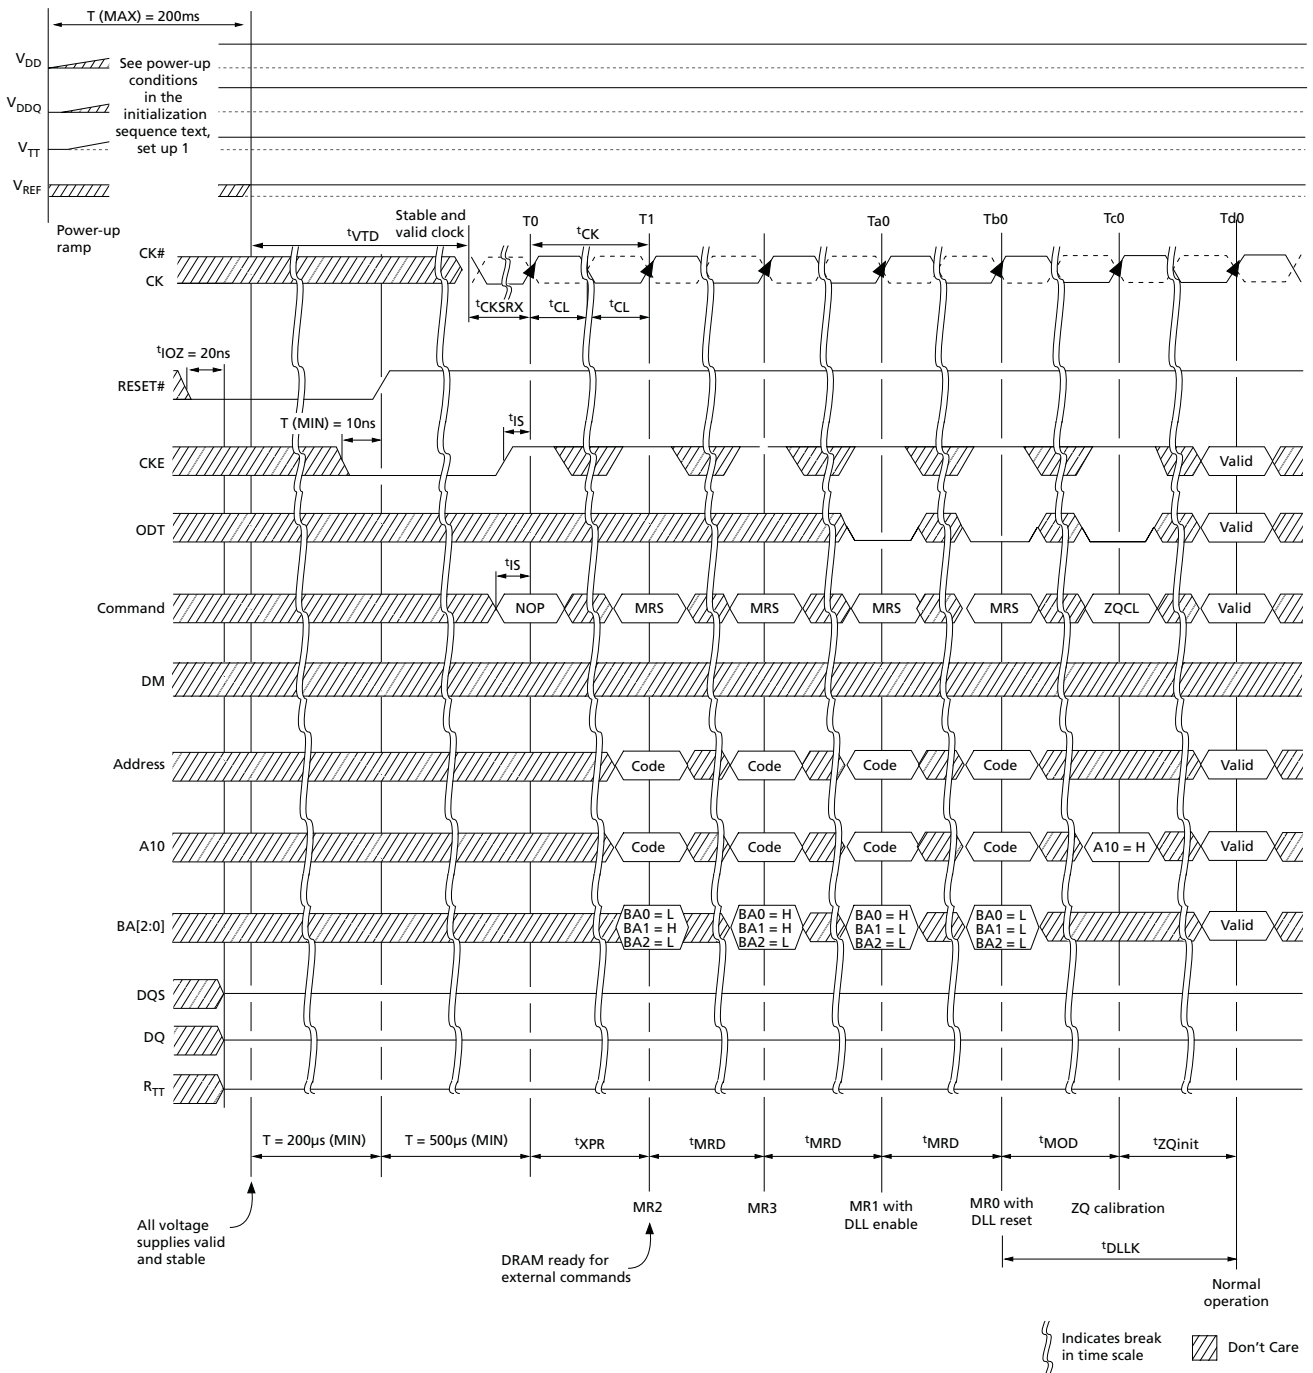 T (MAX) = 200ms
VDD
See power-up
conditions
in the
initialization
sequence text,
set up 1
VDDQ
VTT
VREF
Power-up
ramp
tVTD
Stable and
valid clock
T0
T1
Ta0
Tb0
Tc0
Td0
tCK
CK#
CK
tCKSRX
tCL
tCL
tIOZ = 20ns
RESET#
T (MIN) = 10ns
tIS
CKE
Valid
ODT
Valid
tIS
Command
NOP
MRS
MRS
MRS
MRS
ZQCL
Valid
DM
Address
Code
Code
Code
Code
Valid
A10
Code
Code
Code
Code
A10 = H
Valid
BA[2:0]
BA0 = L
BA1 = H
BA2 = L
BA0 = H
BA1 = H
BA2 = L
BA0 = H
BA1 = L
BA2 = L
BA0 = L
BA1 = L
BA2 = L
Valid
DQS
DQ
RTT
T = 200μs (MIN)
T = 500μs (MIN)
tXPR
tMRD
tMRD
tMRD
tMOD
tZQinit
All voltage
supplies valid
and stable
MR2
MR3
MR1 with
DLL enable
MR0 with
DLL reset
ZQ calibration
DRAM ready for
external commands
tDLLK
Normal
operation
Indicates break
in time scale
Don't Care